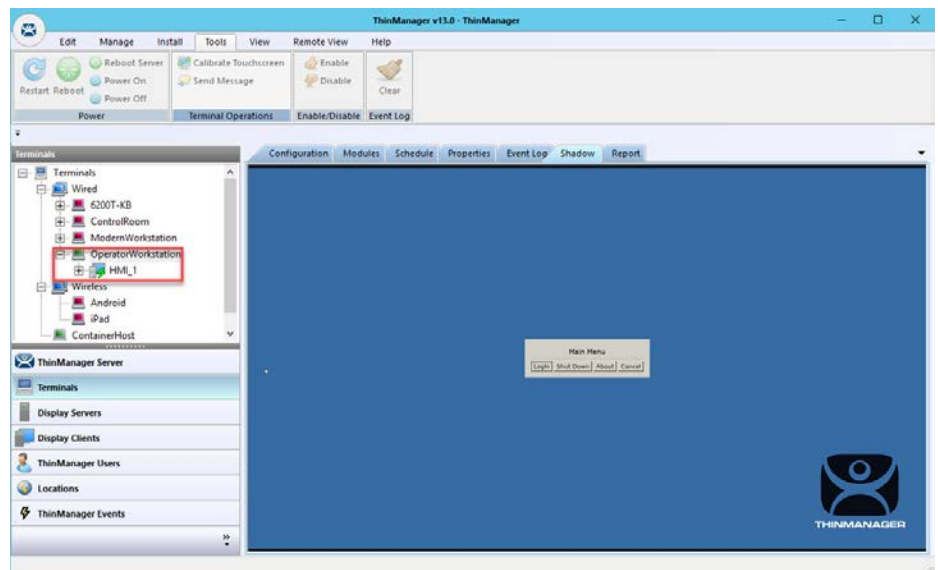 ThinManager v13.0 - ThinManager
Edit Manage Install Tools View Remote View Help
Restart Reboot
Reboot Server
Power On
Power Off
Power
Calibrate Touchscreen
Send Message
Terminal Operations
Enable
Disable
Enable/Disable
Clear
Event Log
Terminals
Configuration Modules Schedule Properties Event Log Shadow Report
Terminals
Wired
6200T-KB
ControlRoom
ModernWorkstation
OperatorWorkstation
HMI_1
Wireless
Android
iPad
ContainerHost
ThinManager Server
Terminals
Display Servers
Display Clients
ThinManager Users
Locations
ThinManager Events
Main Menu
Login Shut Down About Cancel
THINMANAGER